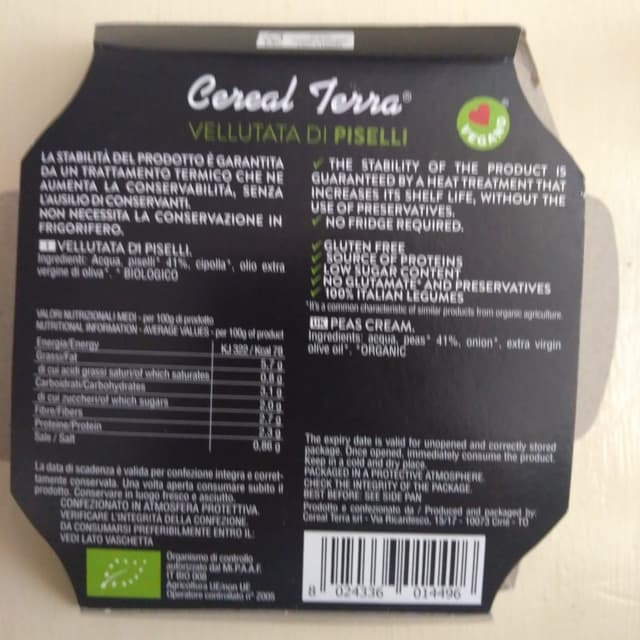 Cereal Terra®
VELLUTATA DI PISELLI
VEGANO
LA STABILITÀ DEL PRODOTTO È GARANTITA
DA UN TRATTAMENTO TERMICO CHE NE
AUMENTA LA CONSERVABILITÀ, SENZA
L'AUSILIO DI CONSERVANTI.
NON NECESSITA LA CONSERVAZIONE IN
FRIGORIFERO.
VELLUTATA DI PISELLI.
Ingredienti: Acqua, piselli* 41%, cipolla*, olio extra
vergine di oliva*. * BIOLOGICO
VALORI NUTRIZIONALI MEDI - per 100g di prodotto
NUTRITIONAL INFORMATION - AVERAGE VALUES - per 100g of product
Energia/Energy KJ 322 / Kcal 78
Grassi/Fat
di cui acidi grassi saturi/of which saturates
Carboidrati/Carbohydrates
di cui zuccheri/of which sugars
Fibre/Fibers
Proteine/Protein
Sale / Salt 0.86 g
La data di scadenza è valida per confezione integra e corret-
tamente conservata. Una volta aperta consumare subito il
prodotto. Conservare in luogo fresco e asciutto.
CONFEZIONATO IN ATMOSFERA PROTETTIVA.
VERIFICARE L'INTEGRITÀ DELLA CONFEZIONE.
DA CONSUMARSI PREFERIBILMENTE ENTRO IL:
VEDI LATO VASCHETTA
Organismo di controllo
autorizzato dal Mi.P.A.A.F.
IT BIO 008
Agricoltura UE/non UE
Operatore controllato n° 2005
✓ THE STABILITY OF THE PRODUCT IS
GUARANTEED BY A HEAT TREATMENT THAT
INCREASES ITS SHELF LIFE, WITHOUT THE
USE OF PRESERVATIVES.
✓ NO FRIDGE REQUIRED.
✓ GLUTEN FREE
✓ SOURCE OF PROTEINS
✓ LOW SUGAR CONTENT
✓ NO GLUTAMATE* AND PRESERVATIVES
✓ 100% ITALIAN LEGUMES
*It's a common characteristic of similar products from organic agriculture
UK PEAS CREAM.
Ingredients: acqua, peas* 41%, onion*, extra virgin
olive oil*. *ORGANIC
The expiry date is valid for unopened and correctly stored
package. Once opened, immediately consume the product.
Keep in a cold and dry place.
PACKAGED IN A PROTECTIVE ATMOSPHERE.
CHECK THE INTEGRITY OF THE PACKAGE.
BEST BEFORE: SEE SIDE PAN
Prodotto e confezionato da / Produced and packaged by:
Cereal Terra srl - Via Ricardesco, 15/17 - 10073 Ciriè - TO
8 024336 014496